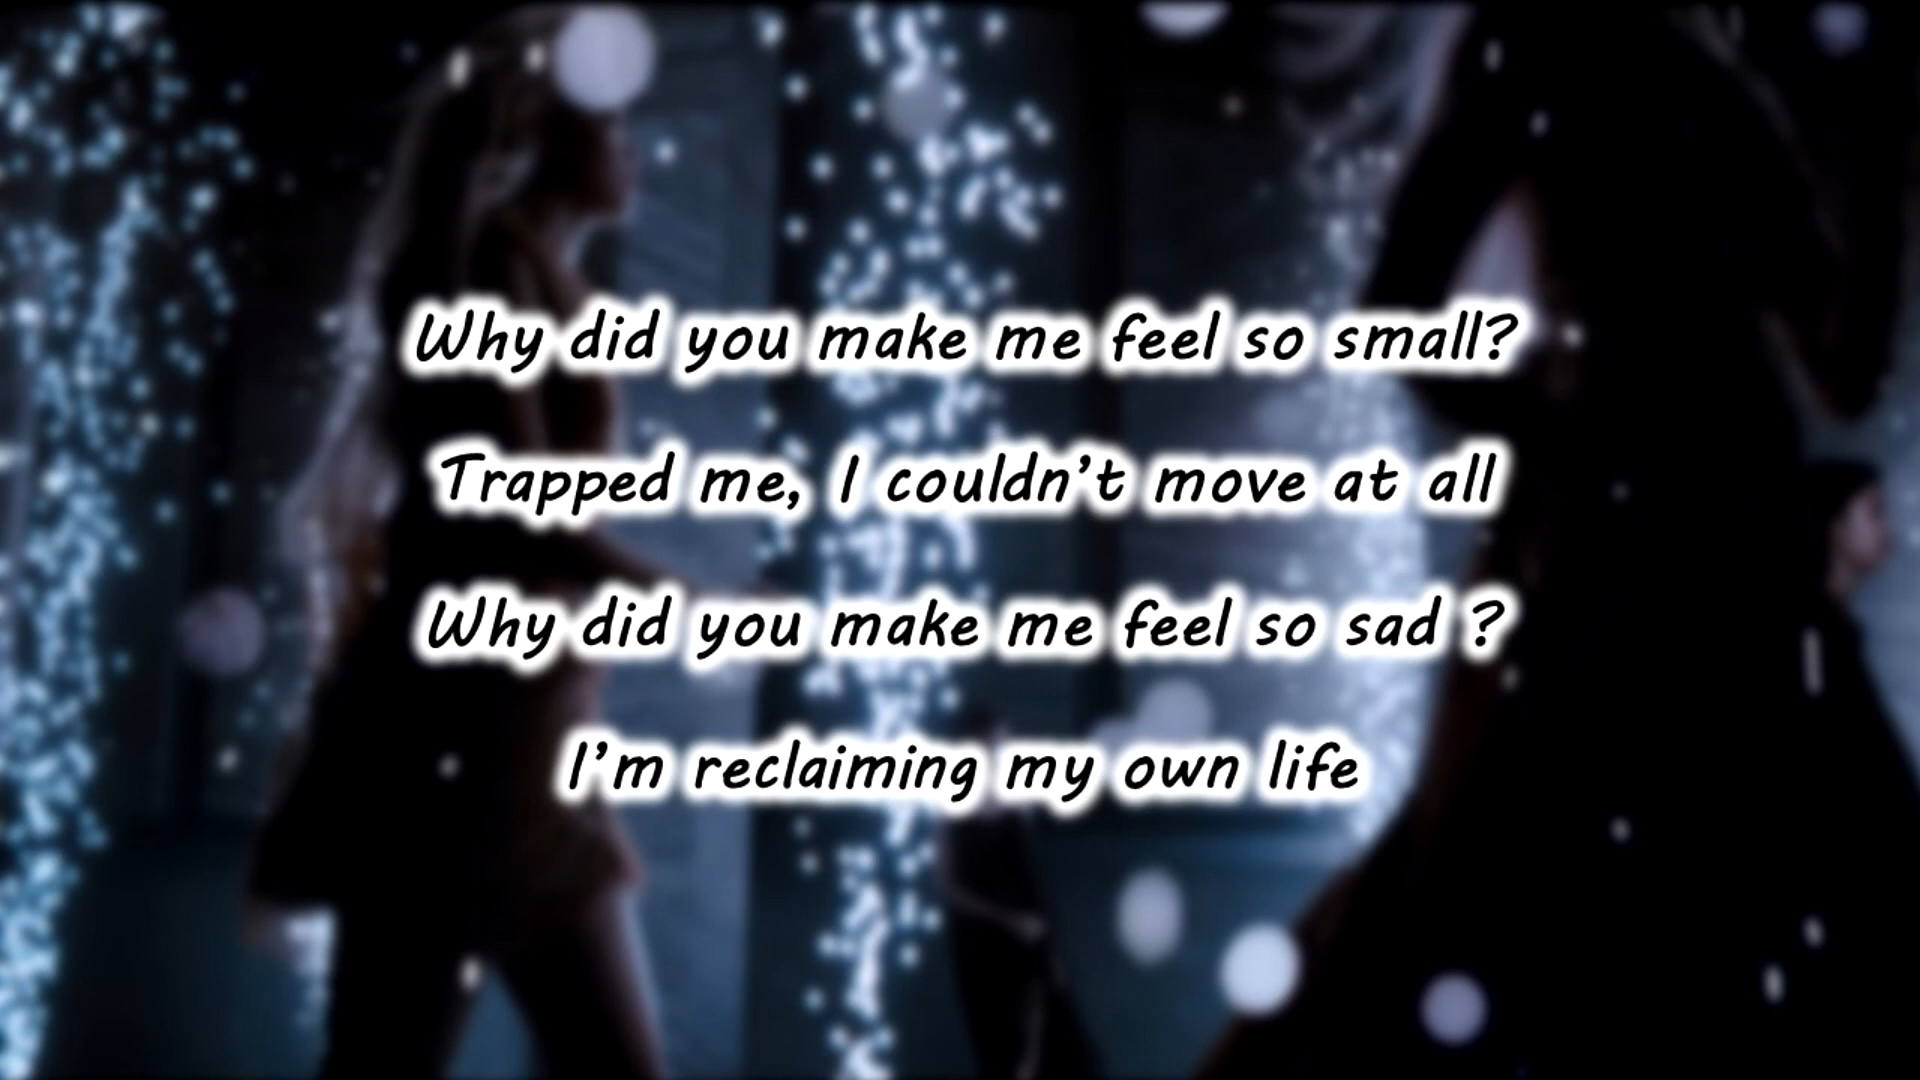 Why did you make me feel so small?
Trapped me, I couldn’t move at all
Why did you make me feel so sad ?
I’m reclaiming my own life